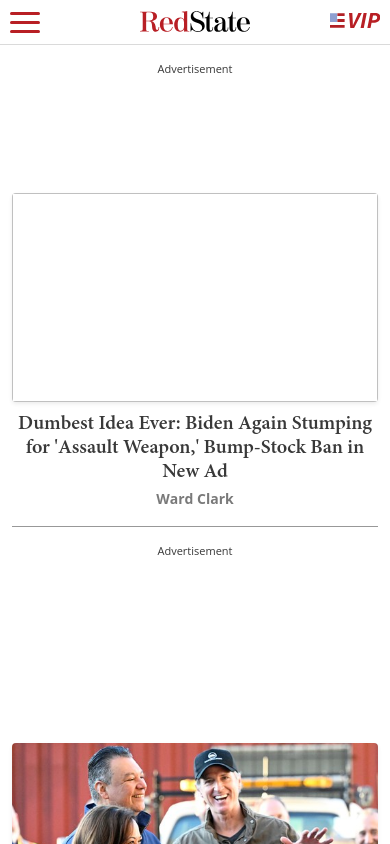 RedState
VIP
Advertisement
Dumbest Idea Ever: Biden Again Stumping
for 'Assault Weapon,' Bump-Stock Ban in
New Ad
Ward Clark
Advertisement